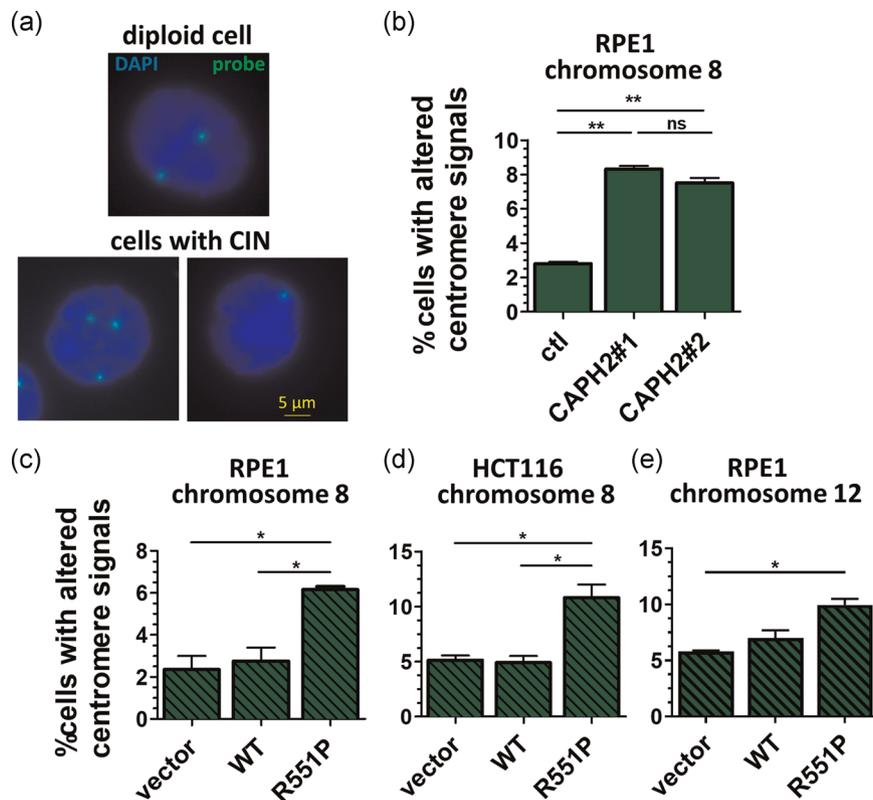 (a)
diploid cell
DAPI probe
cells with CIN
5 µm
(b)
RPE1
chromosome 8
% cells with altered
centromere signals
**
** ns
10
8
6
4
2
0
ctl
CAPH2#1
CAPH2#2
(c)
RPE1
chromosome 8
%cells with altered
centromere signals
*
*
8
6
4
2
0
vector
WT
R551P
(d)
HCT116
chromosome 8
*
*
15
10
5
0
vector
WT
R551P
(e)
RPE1
chromosome 12
*
15
10
5
0
vector
WT
R551P